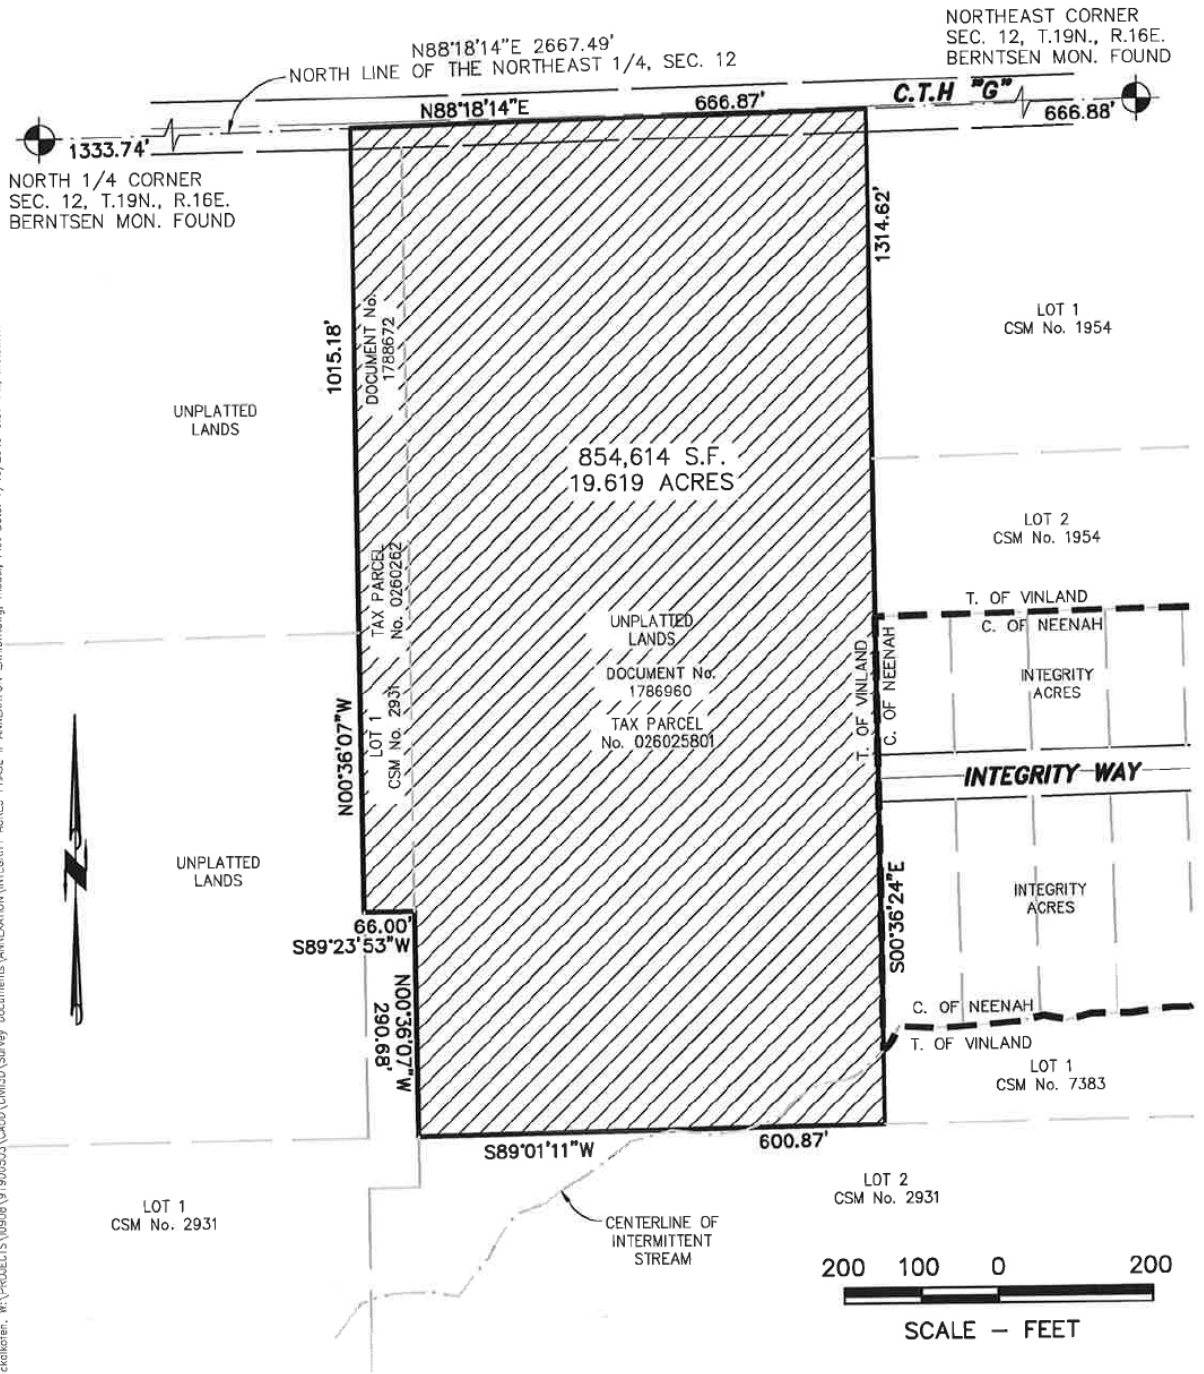 NORTHEAST CORNER
SEC. 12, T.19N., R.16E.
BERNTSEN MON. FOUND
N88°18'14"E 2667.49'
NORTH LINE OF THE NORTHEAST 1/4, SEC. 12
C.T.H "G"
N88°18'14"E
666.87'
666.88'
1333.74'
NORTH 1/4 CORNER
SEC. 12, T.19N., R.16E.
BERNTSEN MON. FOUND
1314.62'
DOCUMENT No.
1788672
1015.18'
LOT 1
CSM No. 1954
UNPLATTED
LANDS
854,614 S.F.
19.619 ACRES
LOT 2
CSM No. 1954
TAX PARCEL
No. 0260262
T. OF VINLAND
C. OF NEENAH
UNPLATTED
LANDS
DOCUMENT No.
1786960
TAX PARCEL
No. 026025801
T. OF VINLAND
C. OF NEENAH
INTEGRITY
ACRES
LOT 1
CSM No. 2931
N00°36'07"W
INTEGRITY WAY
UNPLATTED
LANDS
INTEGRITY
ACRES
S00°36'24"E
66.00'
S89°23'53"W
N00°36'07"W
290.68'
C. OF NEENAH
T. OF VINLAND
LOT 1
CSM No. 7383
S89°01'11"W
600.87'
LOT 2
CSM No. 2931
LOT 1
CSM No. 2931
CENTERLINE OF
INTERMITTENT
STREAM
200 100 0 200
SCALE – FEET